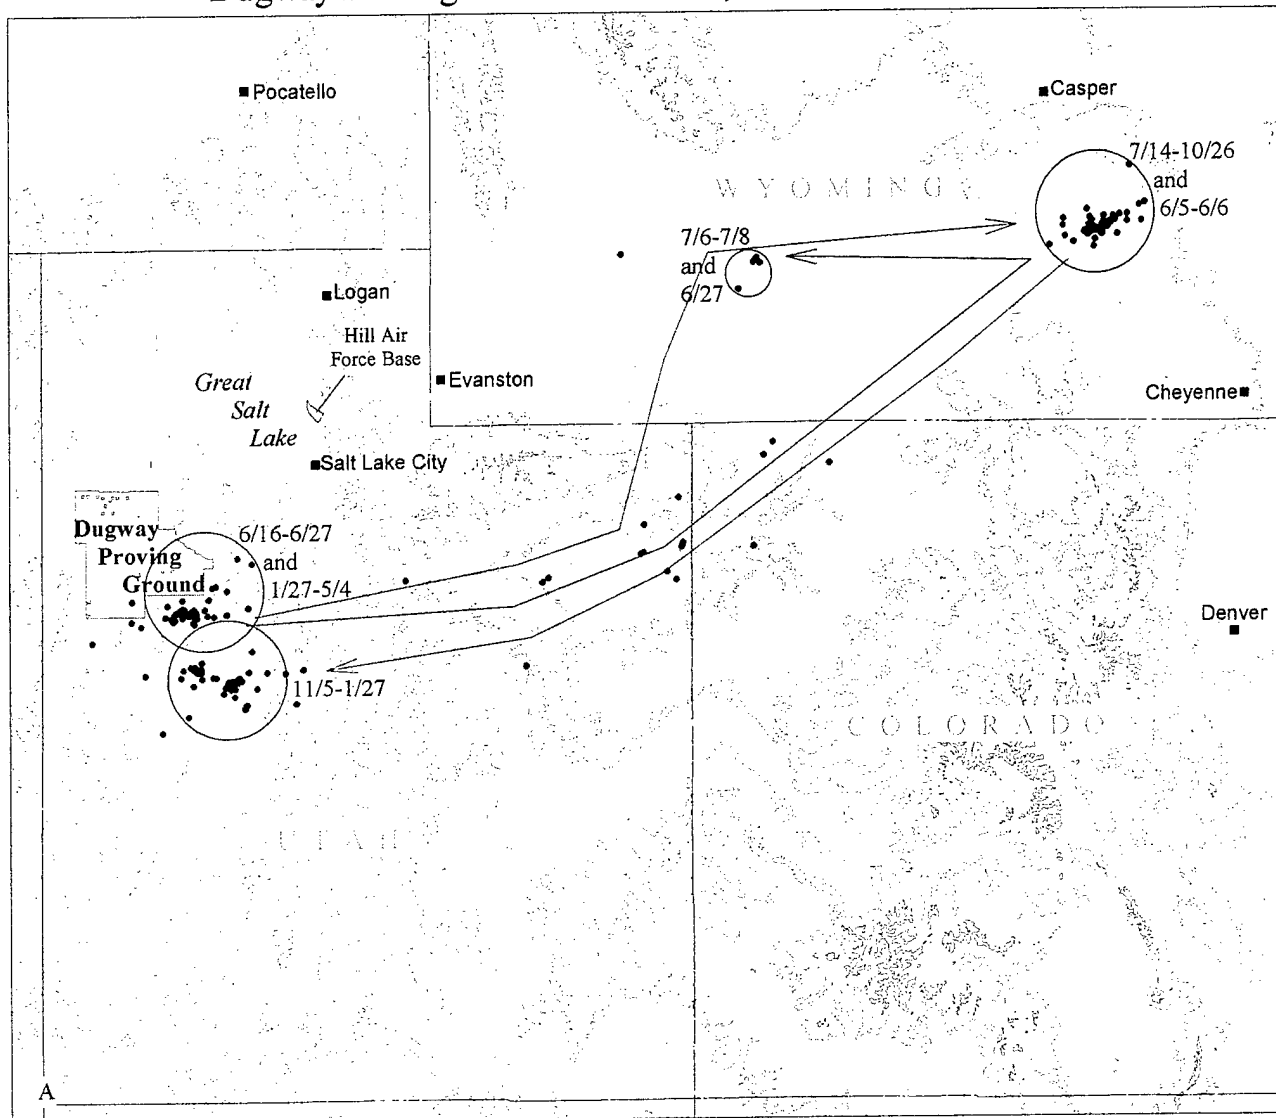 Pocatello
Casper
7/14-10/26
and
6/5-6/6
WYOMING
7/6-7/8
and
6/27
Logan
Hill Air
Force Base
Great
Salt
Lake
Evanston
Cheyenne
Salt Lake City
Dugway
Proving
Ground
6/16-6/27
and
1/27-5/4
Denver
11/5-1/27
COLORADO
UTAH
A